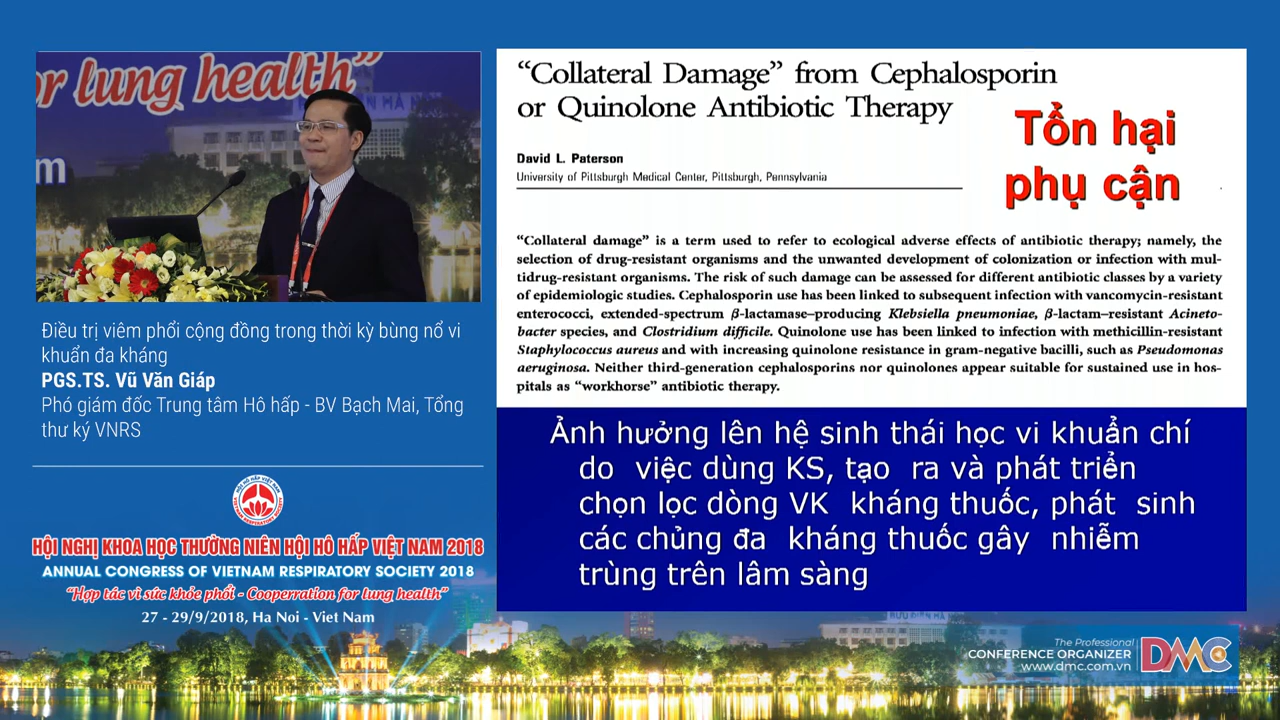 or lung health”
m
Điều trị viêm phổi cộng đồng trong thời kỳ bùng nổ vi
khuẩn đa kháng
PGS.TS. Vũ Văn Giáp
Phó giám đốc Trung tâm Hô hấp - BV Bạch Mai, Tổng
thư ký VNRS
HỘI HÔ HẤP VIỆT NAM
VIETNAM RESPIRATORY SOCIETY
HỘI NGHỊ KHOA HỌC THƯỜNG NIÊN HỘI HÔ HẤP VIỆT NAM 2018
ANNUAL CONGRESS OF VIETNAM RESPIRATORY SOCIETY 2018
“Hợp tác vì sức khỏe phổi - Cooperration for lung health”
27 - 29/9/2018, Ha Noi - Viet Nam
“Collateral Damage” from Cephalosporin
or Quinolone Antibiotic Therapy
Tổn hại
phụ cận
David L. Paterson
University of Pittsburgh Medical Center, Pittsburgh, Pennsylvania
“Collateral damage” is a term used to refer to ecological adverse effects of antibiotic therapy; namely, the
selection of drug-resistant organisms and the unwanted development of colonization or infection with mul-
tidrug-resistant organisms. The risk of such damage can be assessed for different antibiotic classes by a variety
of epidemiologic studies. Cephalosporin use has been linked to subsequent infection with vancomycin-resistant
enterococci, extended-spectrum β-lactamase–producing Klebsiella pneumoniae, β-lactam–resistant Acineto-
bacter species, and Clostridium difficile. Quinolone use has been linked to infection with methicillin-resistant
Staphylococcus aureus and with increasing quinolone resistance in gram-negative bacilli, such as Pseudomonas
aeruginosa. Neither third-generation cephalosporins nor quinolones appear suitable for sustained use in hos-
pitals as “workhorse” antibiotic therapy.
Ảnh hưởng lên hệ sinh thái học vi khuẩn chí
do việc dùng KS, tạo ra và phát triển
chọn lọc dòng VK kháng thuốc, phát sinh
các chủng đa kháng thuốc gây nhiễm
trùng trên lâm sàng
The Professional
CONFERENCE ORGANIZER
www.dmc.com.vn
DMC